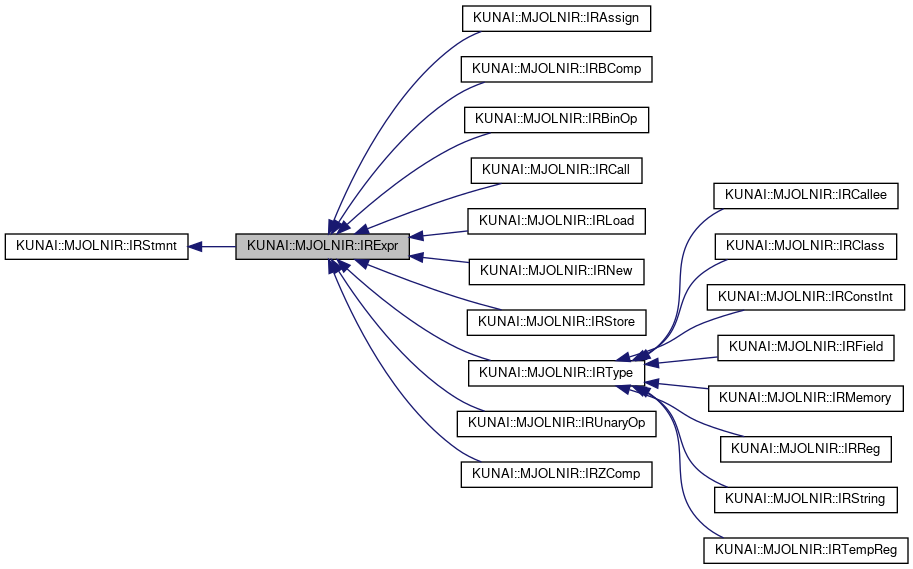 KUNAI::MJOLNIR::IRStmnt
KUNAI::MJOLNIR::IRExpr
KUNAI::MJOLNIR::IRAssign
KUNAI::MJOLNIR::IRBComp
KUNAI::MJOLNIR::IRBinOp
KUNAI::MJOLNIR::IRCall
KUNAI::MJOLNIR::IRLoad
KUNAI::MJOLNIR::IRNew
KUNAI::MJOLNIR::IRStore
KUNAI::MJOLNIR::IRType
KUNAI::MJOLNIR::IRUnaryOp
KUNAI::MJOLNIR::IRZComp
KUNAI::MJOLNIR::IRCallee
KUNAI::MJOLNIR::IRClass
KUNAI::MJOLNIR::IRConstInt
KUNAI::MJOLNIR::IRField
KUNAI::MJOLNIR::IRMemory
KUNAI::MJOLNIR::IRReg
KUNAI::MJOLNIR::IRString
KUNAI::MJOLNIR::IRTempReg